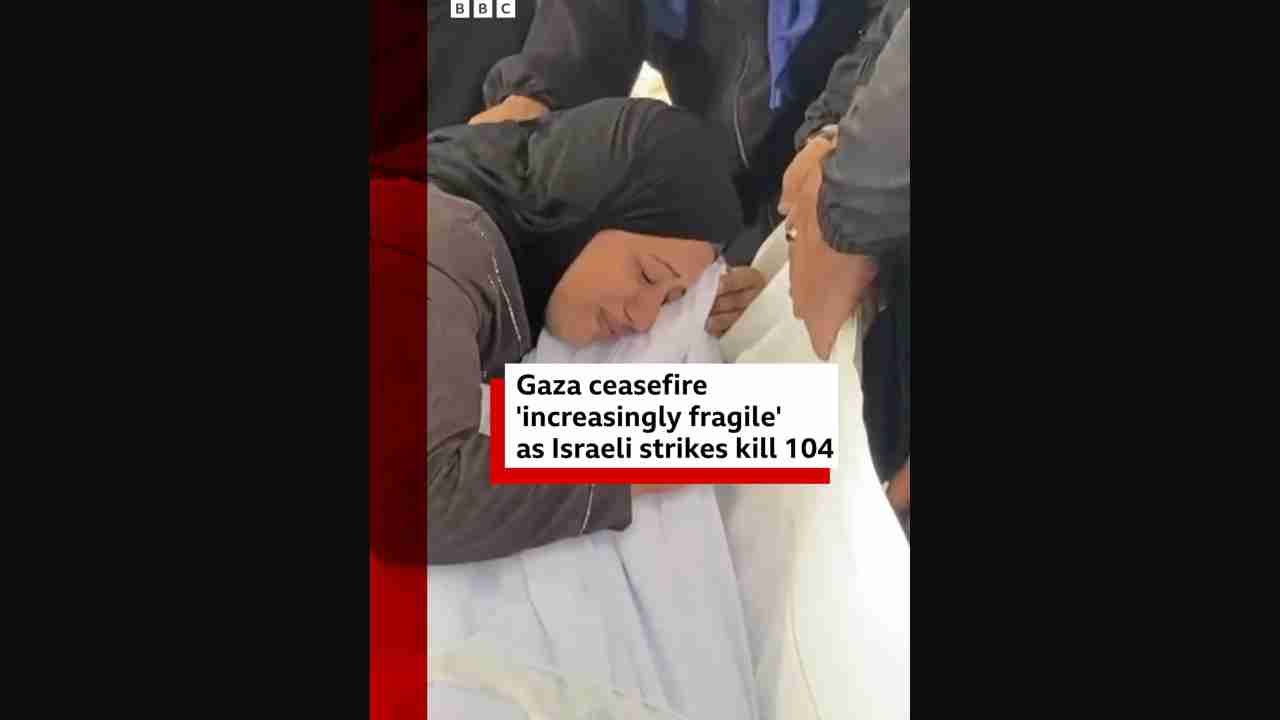 BBC
Gaza ceasefire
'increasingly fragile'
as Israeli strikes kill 104